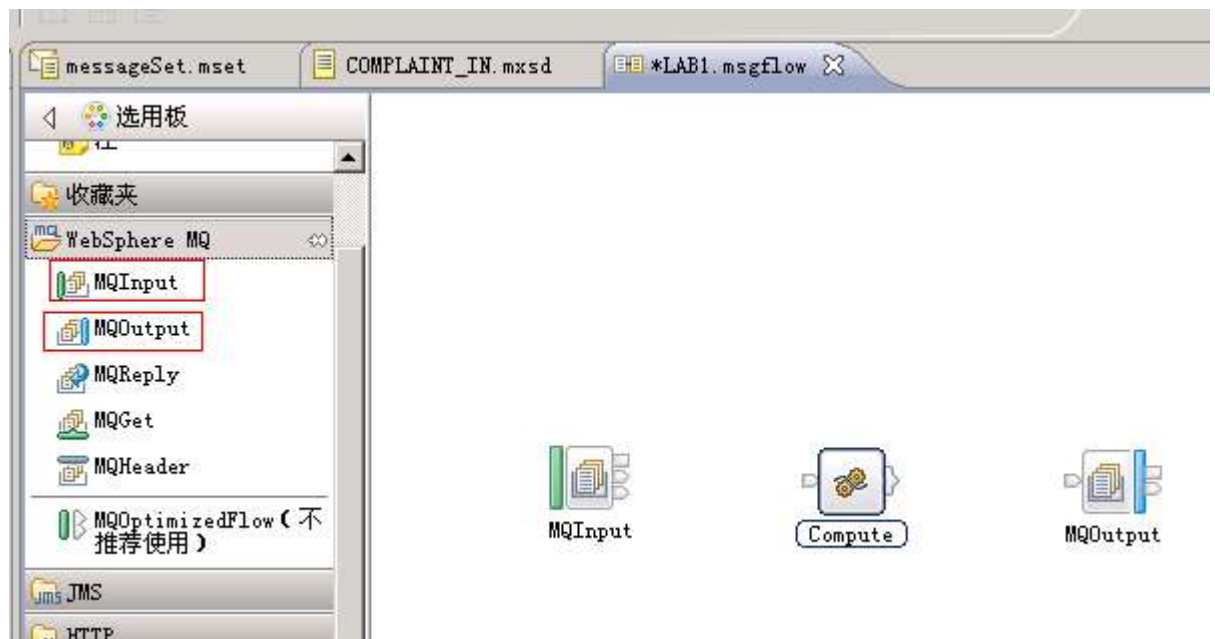 messageSet.mset
COMPLAINT_IN.mxsd
*LAB1.msgflow
选用板
收藏夹
WebSphere MQ
MQInput
MQOutput
MQReply
MQGet
MQHeader
MQOptimizedFlow(不
推荐使用)
JMS
HTTP
MQInput
Compute
MQOutput